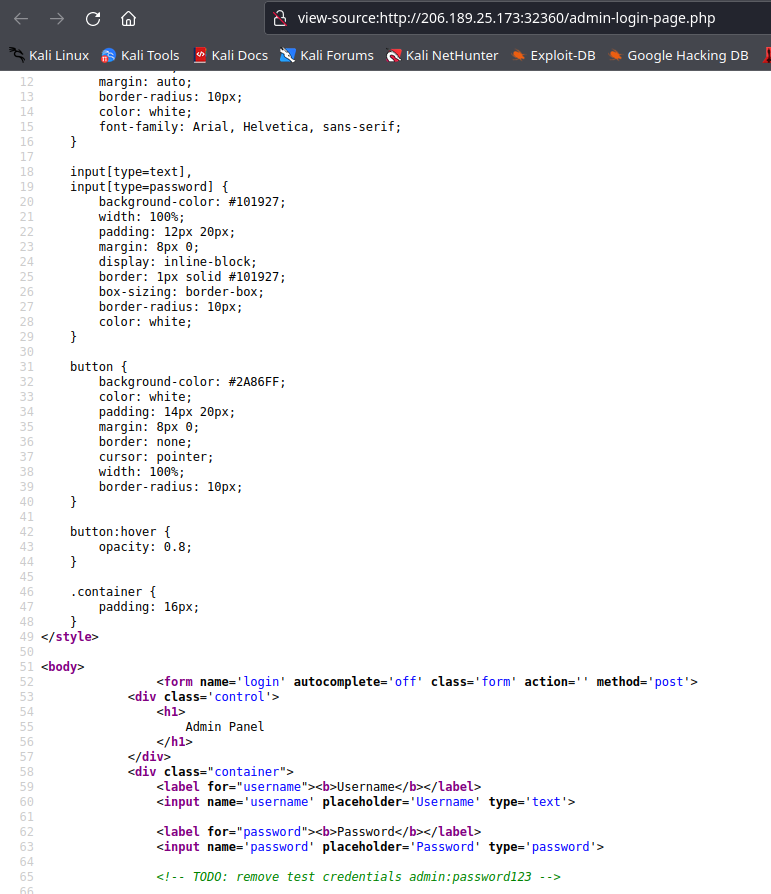 view-source:http://206.189.25.173:32360/admin-login-page.php
Kali Linux Kali Tools Kali Docs Kali Forums Kali NetHunter Exploit-DB Google Hacking DB
12 margin: auto;
13 border-radius: 10px;
14 color: white;
15 font-family: Arial, Helvetica, sans-serif;
16 }
17
18 input[type=text],
19 input[type=password] {
20 background-color: #101927;
21 width: 100%;
22 padding: 12px 20px;
23 margin: 8px 0;
24 display: inline-block;
25 border: 1px solid #101927;
26 box-sizing: border-box;
27 border-radius: 10px;
28 color: white;
29 }
30
31 button {
32 background-color: #2A86FF;
33 color: white;
34 padding: 14px 20px;
35 margin: 8px 0;
36 border: none;
37 cursor: pointer;
38 width: 100%;
39 border-radius: 10px;
40 }
41
42 button:hover {
43 opacity: 0.8;
44 }
45
46 .container {
47 padding: 16px;
48 }
49 </style>
50
51 <body>
52 <form name='login' autocomplete='off' class='form' action='' method='post'>
53 <div class='control'>
54 <h1>
55 Admin Panel
56 </h1>
57 </div>
58 <div class="container">
59 <label for="username"><b>Username</b></label>
60 <input name='username' placeholder='Username' type='text'>
61
62 <label for="password"><b>Password</b></label>
63 <input name='password' placeholder='Password' type='password'>
64
65 <!-- TODO: remove test credentials admin:password123 -->
66